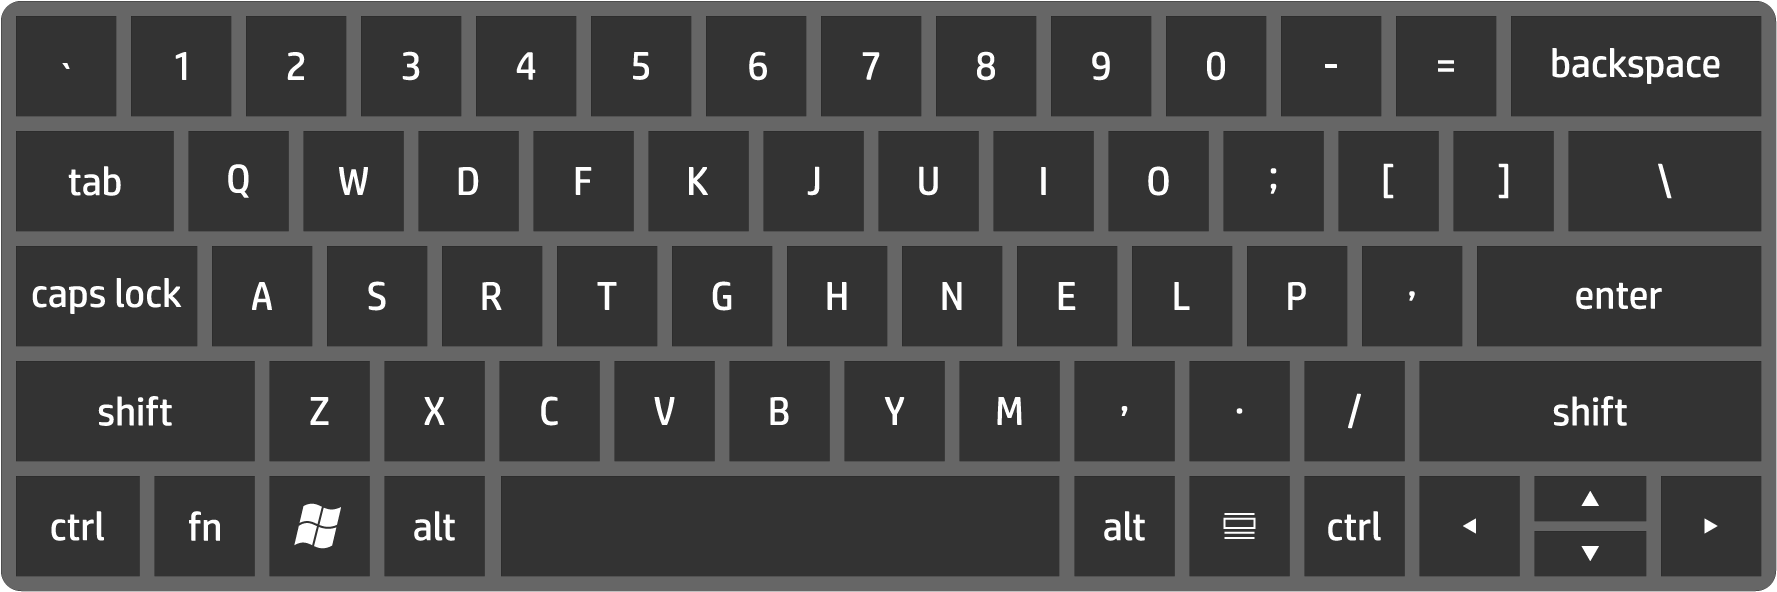 ` 1 2 3 4 5 6 7 8 9 0 - = backspace
tab Q W D F K J U I O ; [ ] \
caps lock A S R T G H N E L P ' enter
shift Z X C V B Y M , . / shift
ctrl fn alt alt ctrl